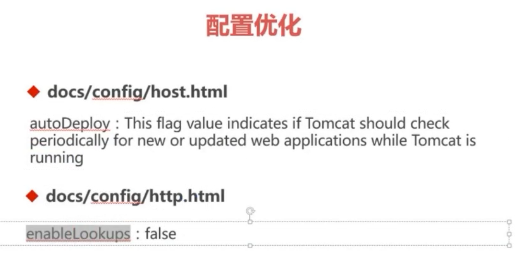 配置优化
docs/config/host.html
autoDeploy：This flag value indicates if Tomcat should check
periodically for new or updated web applications while Tomcat is
running
docs/config/http.html
enableLookups：false